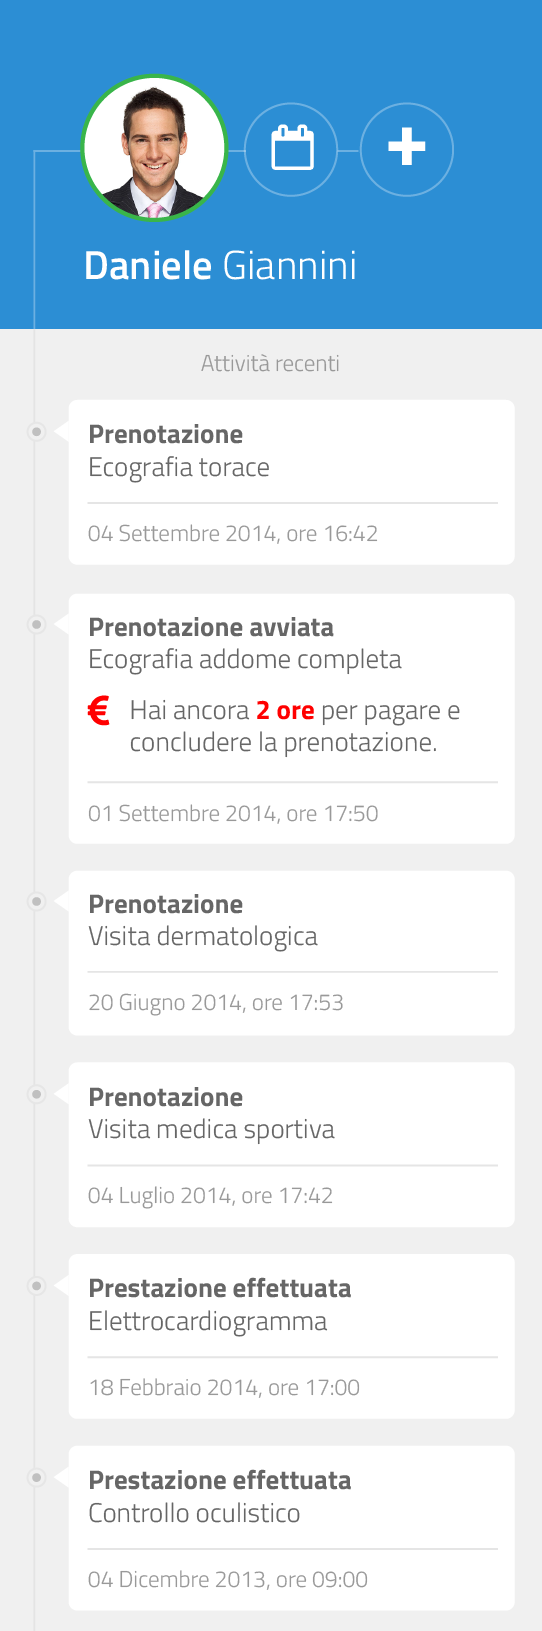 Daniele Giannini
Attività recenti
Prenotazione
Ecografia torace
04 Settembre 2014, ore 16:42
Prenotazione avviata
Ecografia addome completa
€ Hai ancora 2 ore per pagare e
concludere la prenotazione.
01 Settembre 2014, ore 17:50
Prenotazione
Visita dermatologica
20 Giugno 2014, ore 17:53
Prenotazione
Visita medica sportiva
04 Luglio 2014, ore 17:42
Prestazione effettuata
Elettrocardiogramma
18 Febbraio 2014, ore 17:00
Prestazione effettuata
Controllo oculistico
04 Dicembre 2013, ore 09:00